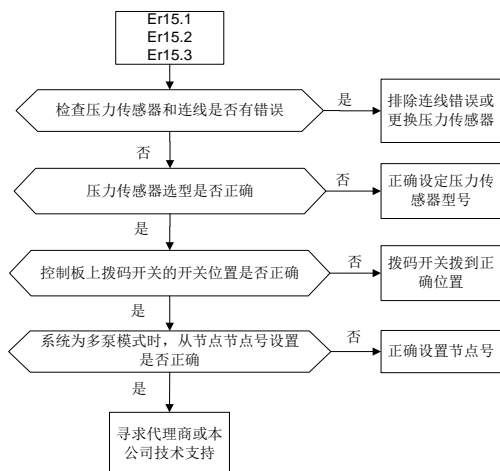 Er15.1
Er15.2
Er15.3
检查压力传感器和连线是否有错误
是
排除连线错误或
更换压力传感器
否
压力传感器选型是否正确
否
正确设定压力传
感器型号
是
控制板上拨码开关的开关位置是否正确
否
拨码开关拨到正
确位置
是
系统为多泵模式时，从节点节点号设置
是否正确
否
正确设置节点号
是
寻求代理商或本
公司技术支持